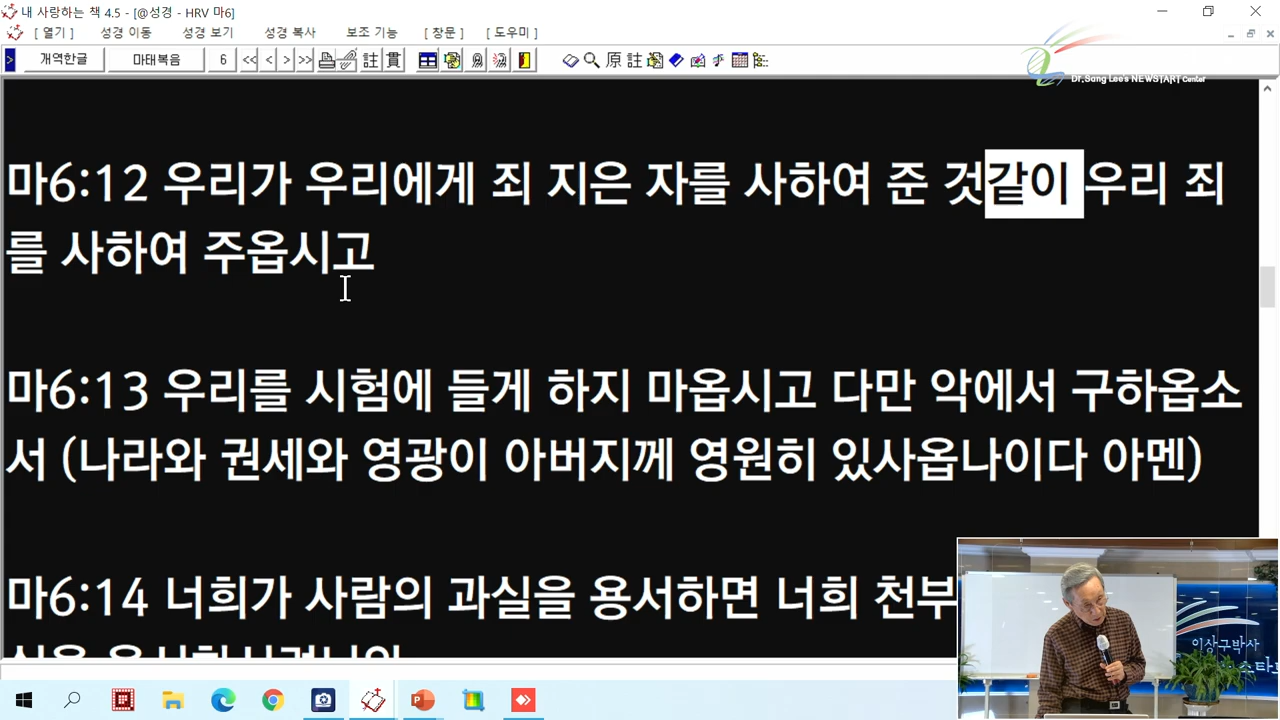 내 사랑하는 책 4.5 - [@성경 - HRV 마6]
[ 열기 ] 성경 이동 성경 보기 성경 복사 보조 기능 [ 창문 ] [ 도우미 ]
개역한글 마태복음 6 << < > >> 註 貫 原 註
Dr.Sang Lee's NEWSTART Center
마6:12 우리가 우리에게 죄 지은 자를 사하여 준 것같이 우리 죄
를 사하여 주옵시고
마6:13 우리를 시험에 들게 하지 마옵시고 다만 악에서 구하옵소
서 (나라와 권세와 영광이 아버지께 영원히 있사옵나이다 아멘)
마6:14 너희가 사람의 과실을 용서하면 너희 천부
이상구박사